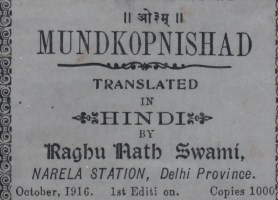 ॥ ओ३म् ॥
MUNDKOPNISHAD
TRANSLATED
IN
HINDI
BY
Raghu Nath Swami,
NARELA STATION, Delhi Province.
October, 1916. 1st Editi on. Copies 1000